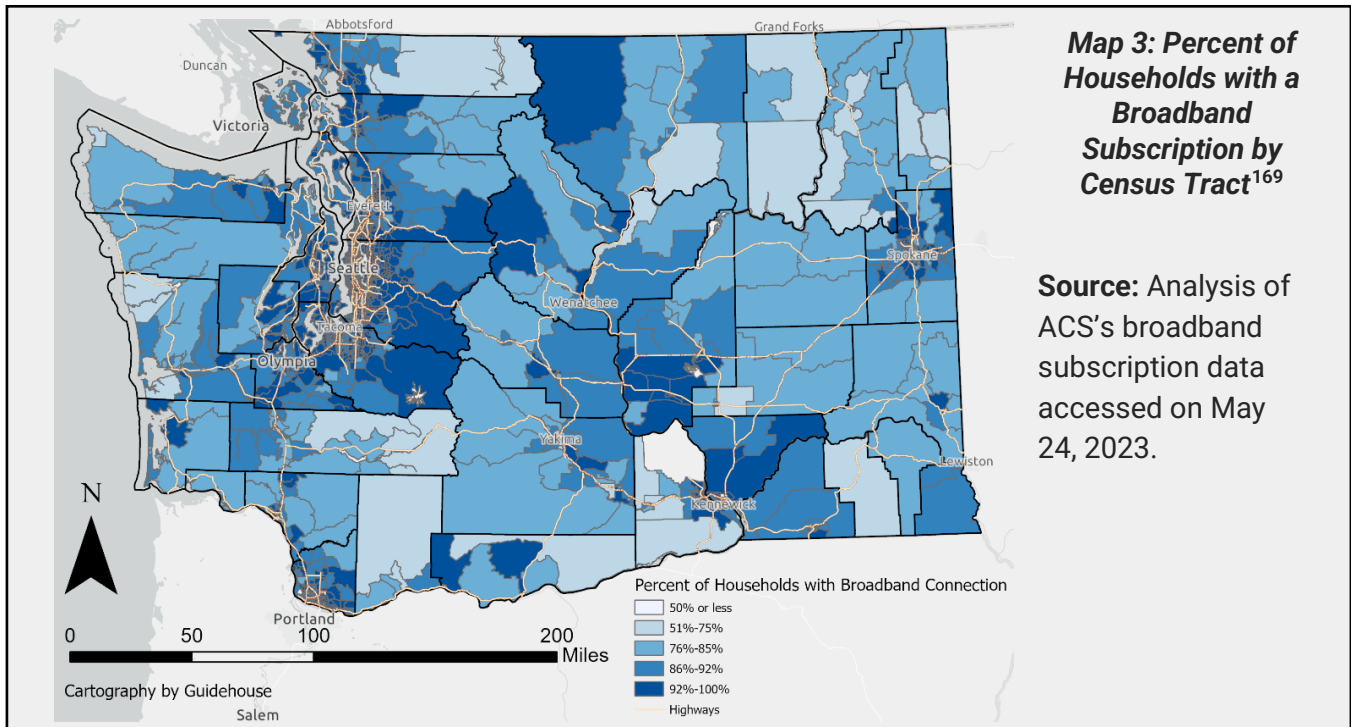 Abbotsford
Grand Forks
Duncan
Victoria
Everett
Seattle
Spokane
Wenatchee
Tacoma
Olympia
Yakima
Lewiston
Kennewick
N
Portland
0 50 100 200
Miles
Cartography by Guidehouse
Salem
Percent of Households with Broadband Connection
50% or less
51%-75%
76%-85%
86%-92%
92%-100%
Highways
Map 3: Percent of
Households with a
Broadband
Subscription by
Census Tract169
Source: Analysis of
ACS’s broadband
subscription data
accessed on May
24, 2023.